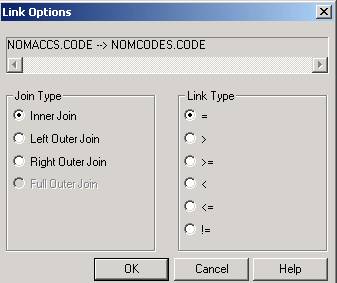 Link Options
NOMACCS.CODE --> NOMCODES.CODE
Join Type
Inner Join
Left Outer Join
Right Outer Join
Full Outer Join
Link Type
=
>
>=
<
<=
!=
OK Cancel Help